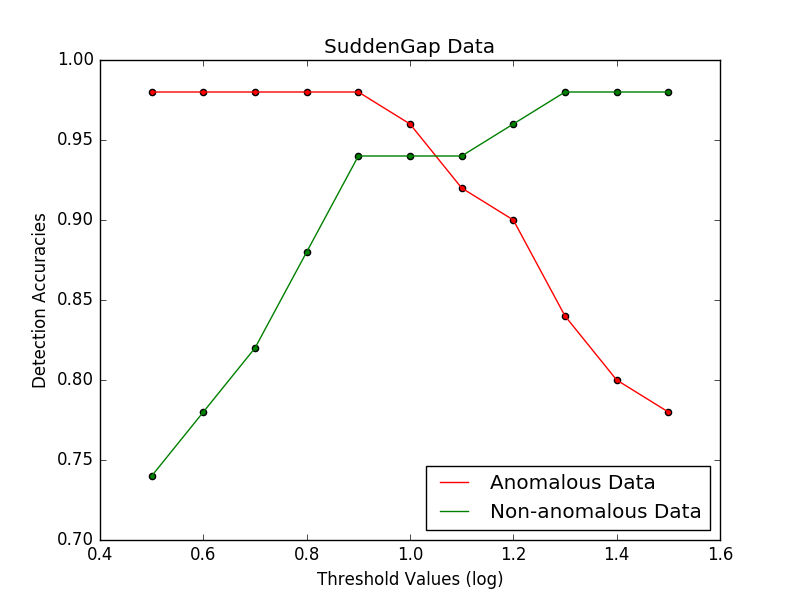 SuddenGap Data
Detection Accuracies
1.00
0.95
0.90
0.85
0.80
0.75
0.70
0.4 0.6 0.8 1.0 1.2 1.4 1.6
Threshold Values (log)
Anomalous Data
Non-anomalous Data